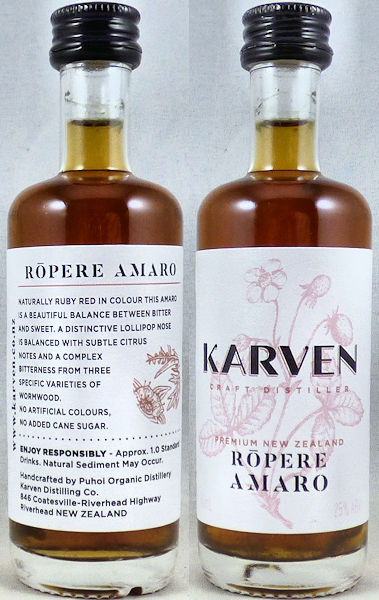 RŌPERE AMARO
NATURALLY RUBY RED IN COLOUR THIS AMARO
IS A BEAUTIFUL BALANCE BETWEEN BITTER
AND SWEET. A DISTINCTIVE LOLLIPOP NOSE
IS BALANCED WITH SUBTLE CITRUS
NOTES AND A COMPLEX
BITTERNESS FROM THREE
SPECIFIC VARIETIES OF
WORMWOOD.
NO ARTIFICIAL COLOURS,
NO ADDED CANE SUGAR.
www.karven.co.nz
ENJOY RESPONSIBLY - Approx. 1.0 Standard
Drinks. Natural Sediment May Occur.
Handcrafted by Puhoi Organic Distillery
Karven Distilling Co.
846 Coatesville-Riverhead Highway
Riverhead NEW ZEALAND
KARVEN
CRAFT DISTILLER
PREMIUM NEW ZEALAND
RŌPERE
AMARO
25%